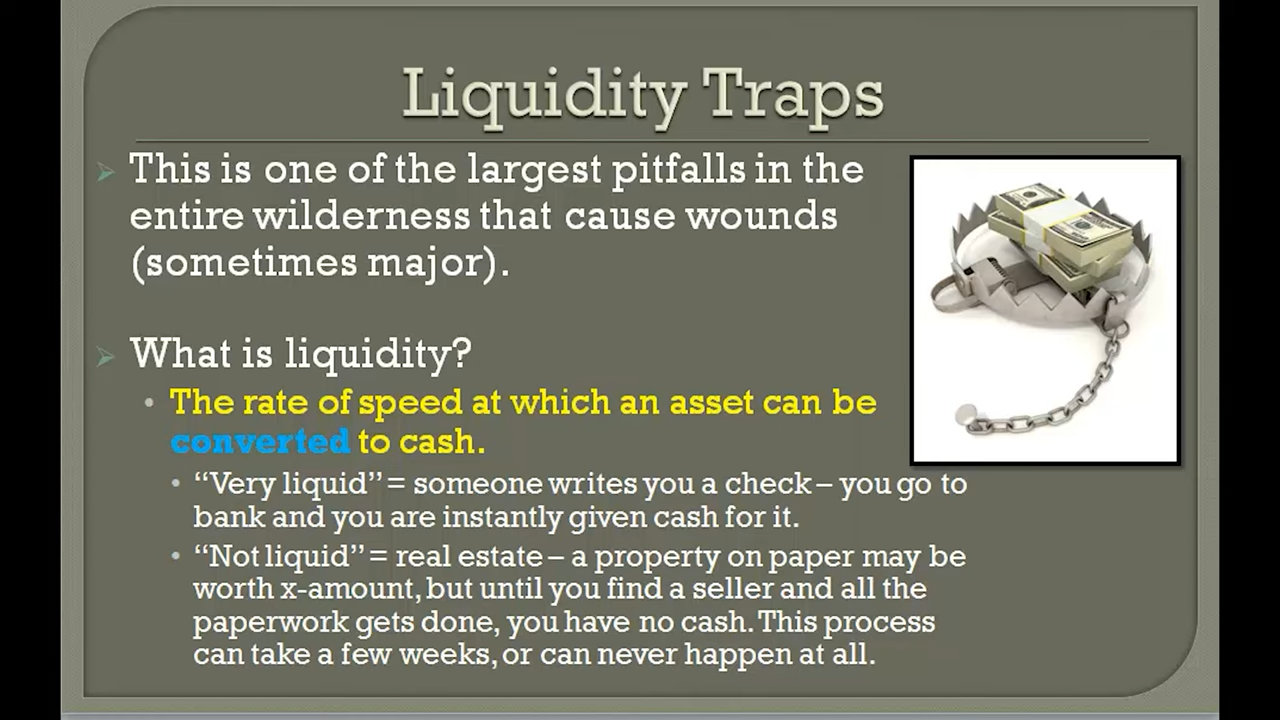 Liquidity Traps
This is one of the largest pitfalls in the
entire wilderness that cause wounds
(sometimes major).
What is liquidity?
The rate of speed at which an asset can be
converted to cash.
“Very liquid” = someone writes you a check – you go to
bank and you are instantly given cash for it.
“Not liquid” = real estate – a property on paper may be
worth x-amount, but until you find a seller and all the
paperwork gets done, you have no cash. This process
can take a few weeks, or can never happen at all.